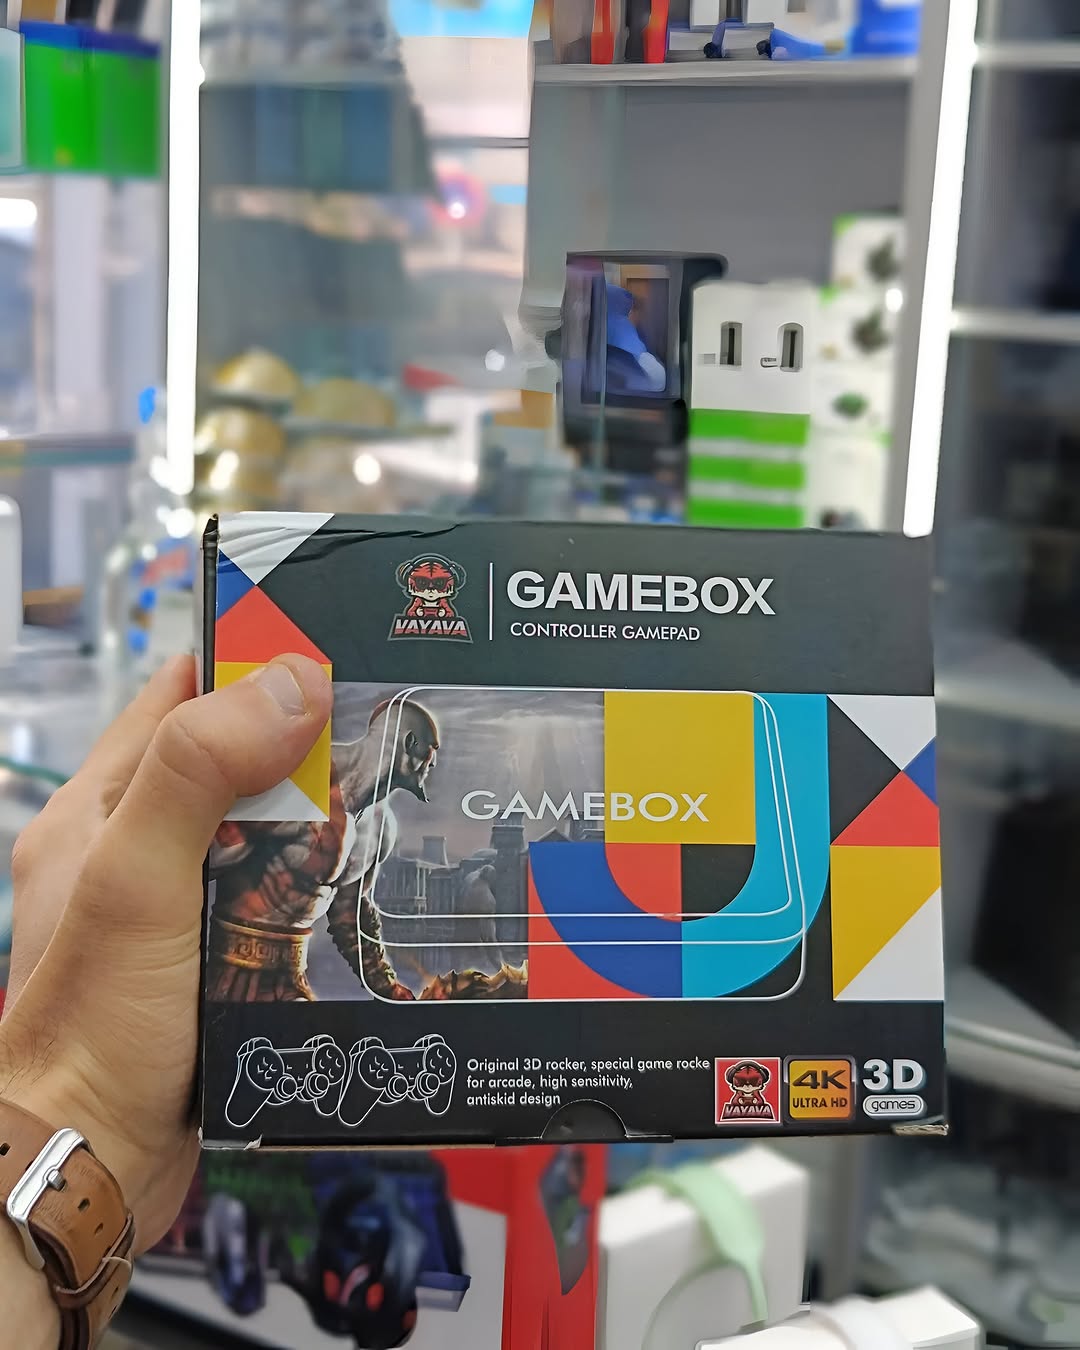 VAYAVA
GAMEBOX
CONTROLLER GAMEPAD
GAMEBOX
Original 3D rocker, special game rocke
for arcade, high sensitivity,
antiskid design
VAYAVA
4K
ULTRA HD
3D
games